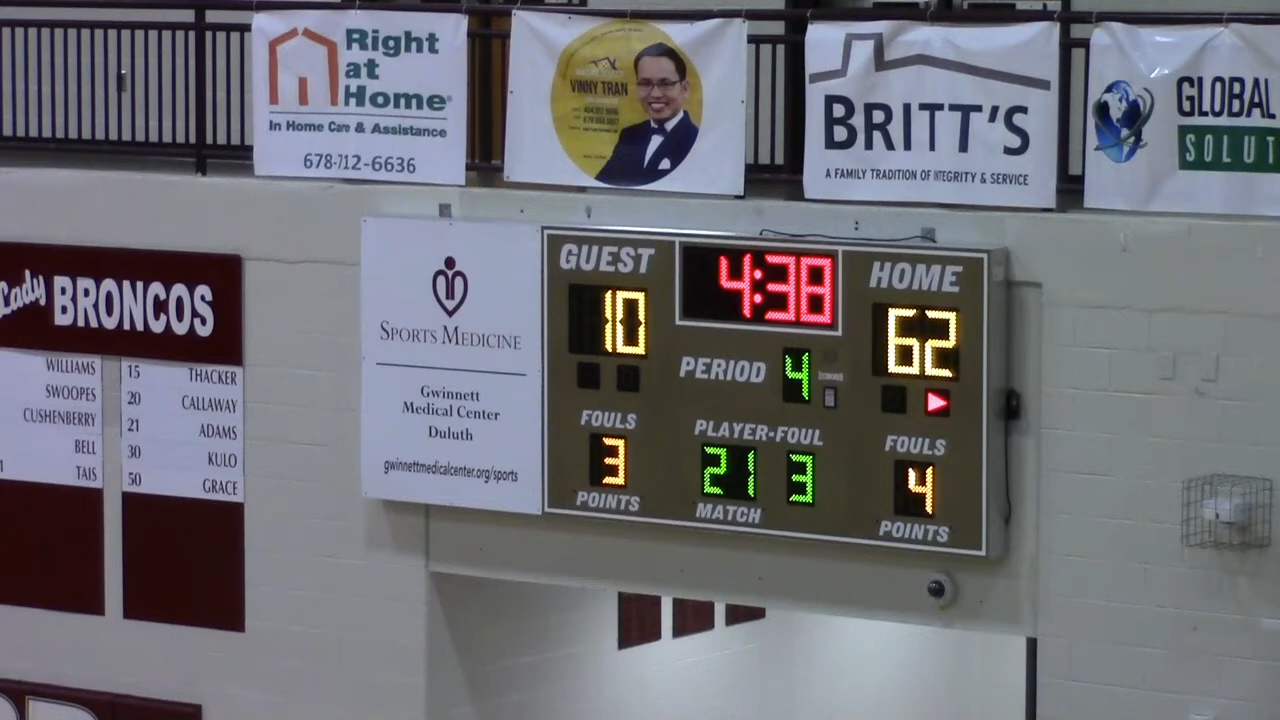 Right
at
Home
In Home Care & Assistance
678-712-6636
VINNY TRAN
BRITT'S
A FAMILY TRADITION OF INTEGRITY & SERVICE
GLOBAL
SOLUT
Lady BRONCOS
WILLIAMS
SWOOPES
CUSHENBERRY
BELL
1 TAIS
15 THACKER
20 CALLAWAY
21 ADAMS
30 KULO
50 GRACE
SPORTS MEDICINE
Gwinnett
Medical Center
Duluth
gwinnettmedicalcenter.org/sports
GUEST 4:38 HOME
10 62
PERIOD 4
FOULS PLAYER-FOUL FOULS
3 21 3 4
POINTS MATCH POINTS